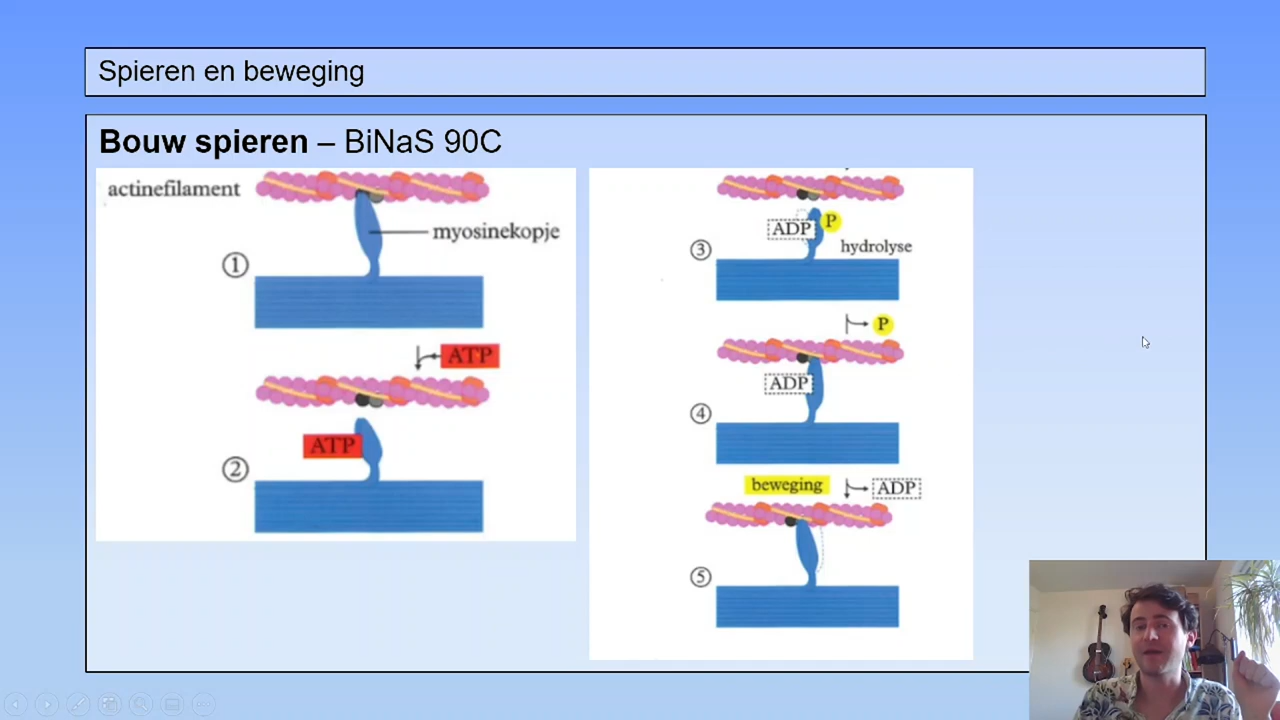 Spieren en beweging
Bouw spieren – BiNaS 90C
actinefilament
myosinekopje
①
ATP
ATP
②
ADP
P
③
hydrolyse
P
ADP
④
beweging
ADP
⑤